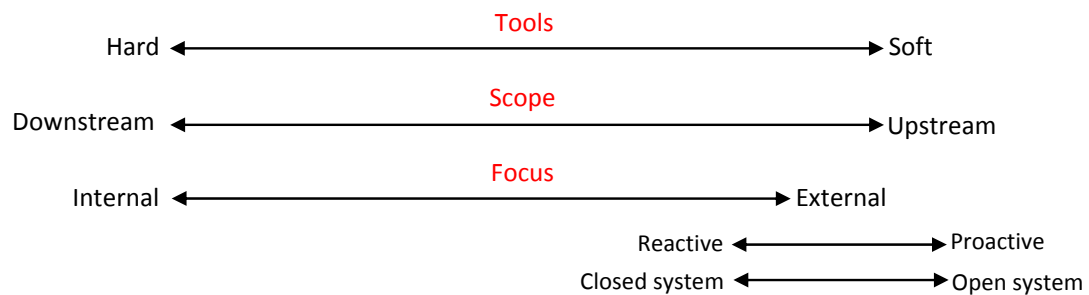 Tools
Hard Soft
Scope
Downstream Upstream
Focus
Internal External
Reactive Proactive
Closed system Open system